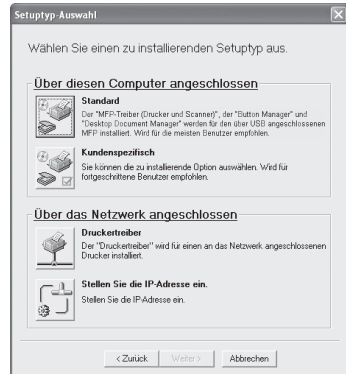 Setuptyp-Auswahl
Wählen Sie einen zu installierenden Setuptyp aus.
Über diesen Computer angeschlossen
Standard
Der "MFP-Treiber (Drucker und Scanner)", der "Button Manager" und
"Desktop Document Manager" werden für den über USB angeschlossenen
MFP installiert. Wird für die meisten Benutzer empfohlen.
Kundenspezifisch
Sie können die zu installierende Option auswählen. Wird für
fortgeschrittene Benutzer empfohlen.
Über das Netzwerk angeschlossen
Druckertreiber
Der "Druckertreiber" wird für einen an das Netzwerk angeschlossenen
Drucker installiert.
Stellen Sie die IP-Adresse ein.
Stellen Sie die IP-Adresse ein.
< Zurück Weiter > Abbrechen